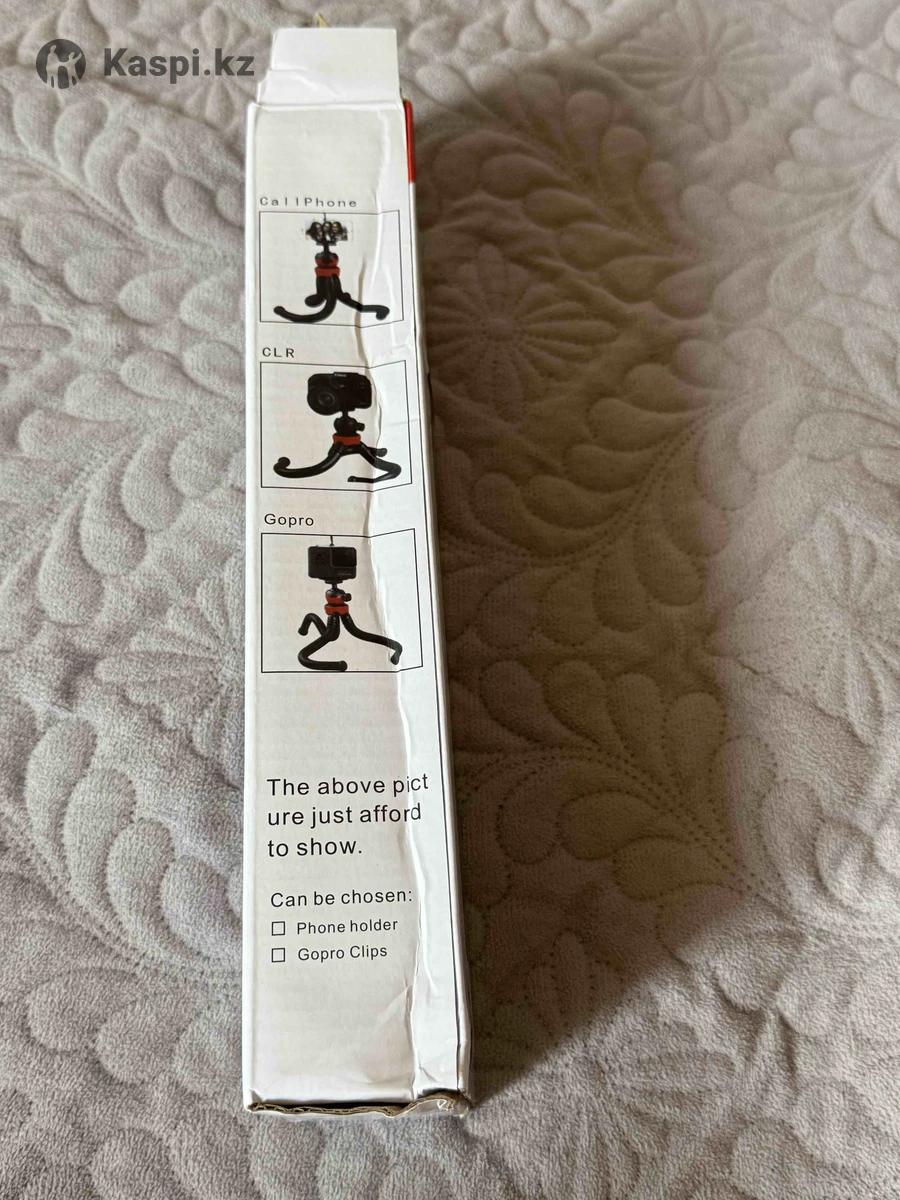 Kaspi.kz
CallPhone
CLR
Gopro
The above pict
ure just afford
to show.
Can be chosen:
Phone holder
Gopro Clips